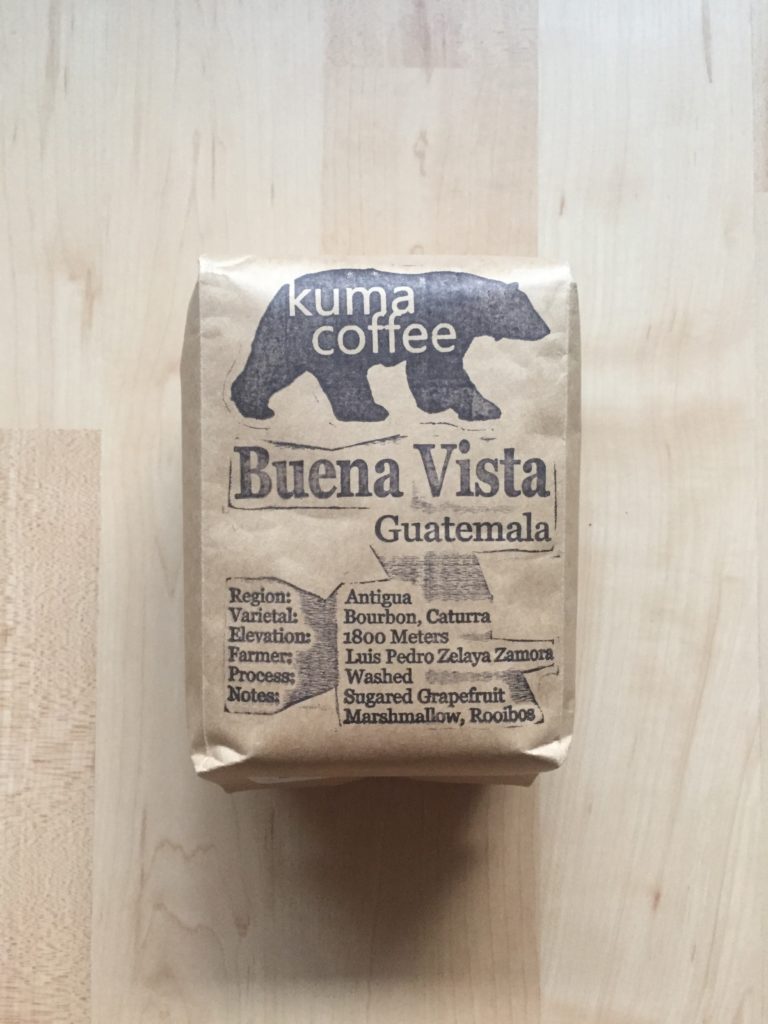 kuma
coffee
Buena Vista
Guatemala
Region: Antigua
Varietal: Bourbon, Caturra
Elevation: 1800 Meters
Farmer: Luis Pedro Zelaya Zamora
Process: Washed
Notes: Sugared Grapefruit
Marshmallow, Rooibos